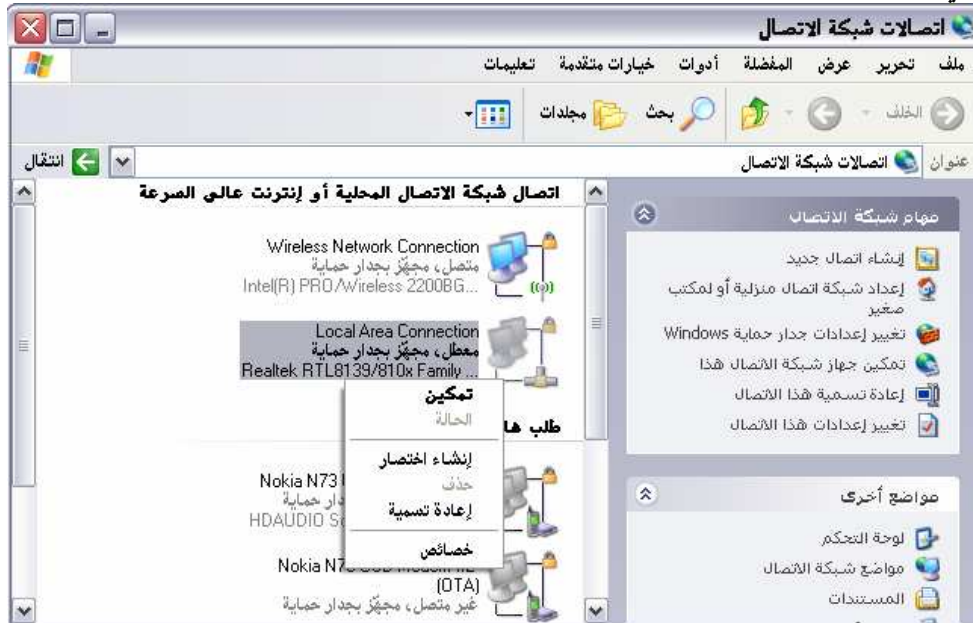 اتصالات شبكة الاتصال
ملف تحرير عرض المفضلة أدوات خيارات متقدمة تعليمات
الخلف بحث مجلدات
عنوان اتصالات شبكة الاتصال انتقال
مهام شبكة الاتصال
إنشاء اتصال جديد
إعداد شبكة اتصال منزلية أو لمكتب
صغير
تغيير إعدادات جدار حماية Windows
تمكين جهاز شبكة الاتصال هذا
إعادة تسمية هذا الاتصال
تغيير إعدادات هذا الاتصال
مواضع أخرى
لوحة التحكم
مواضع شبكة الاتصال
المستندات
اتصال شبكة الاتصال المحلية أو إنترنت عالي السرعة
Wireless Network Connection
متصل، مجهّز بجدار حماية
Intel(R) PRO/Wireless 2200BG...
Local Area Connection
معطل، مجهّز بجدار حماية
Realtek RTL8139/810x Family ...
تمكين
الحالة
إنشاء اختصار
حذف
إعادة تسمية
خصائص
طلب
Nokia N73
دار حماية
HDAUDIO
Nokia
(OTA)
غير متصل، مجهّز بجدار حماية